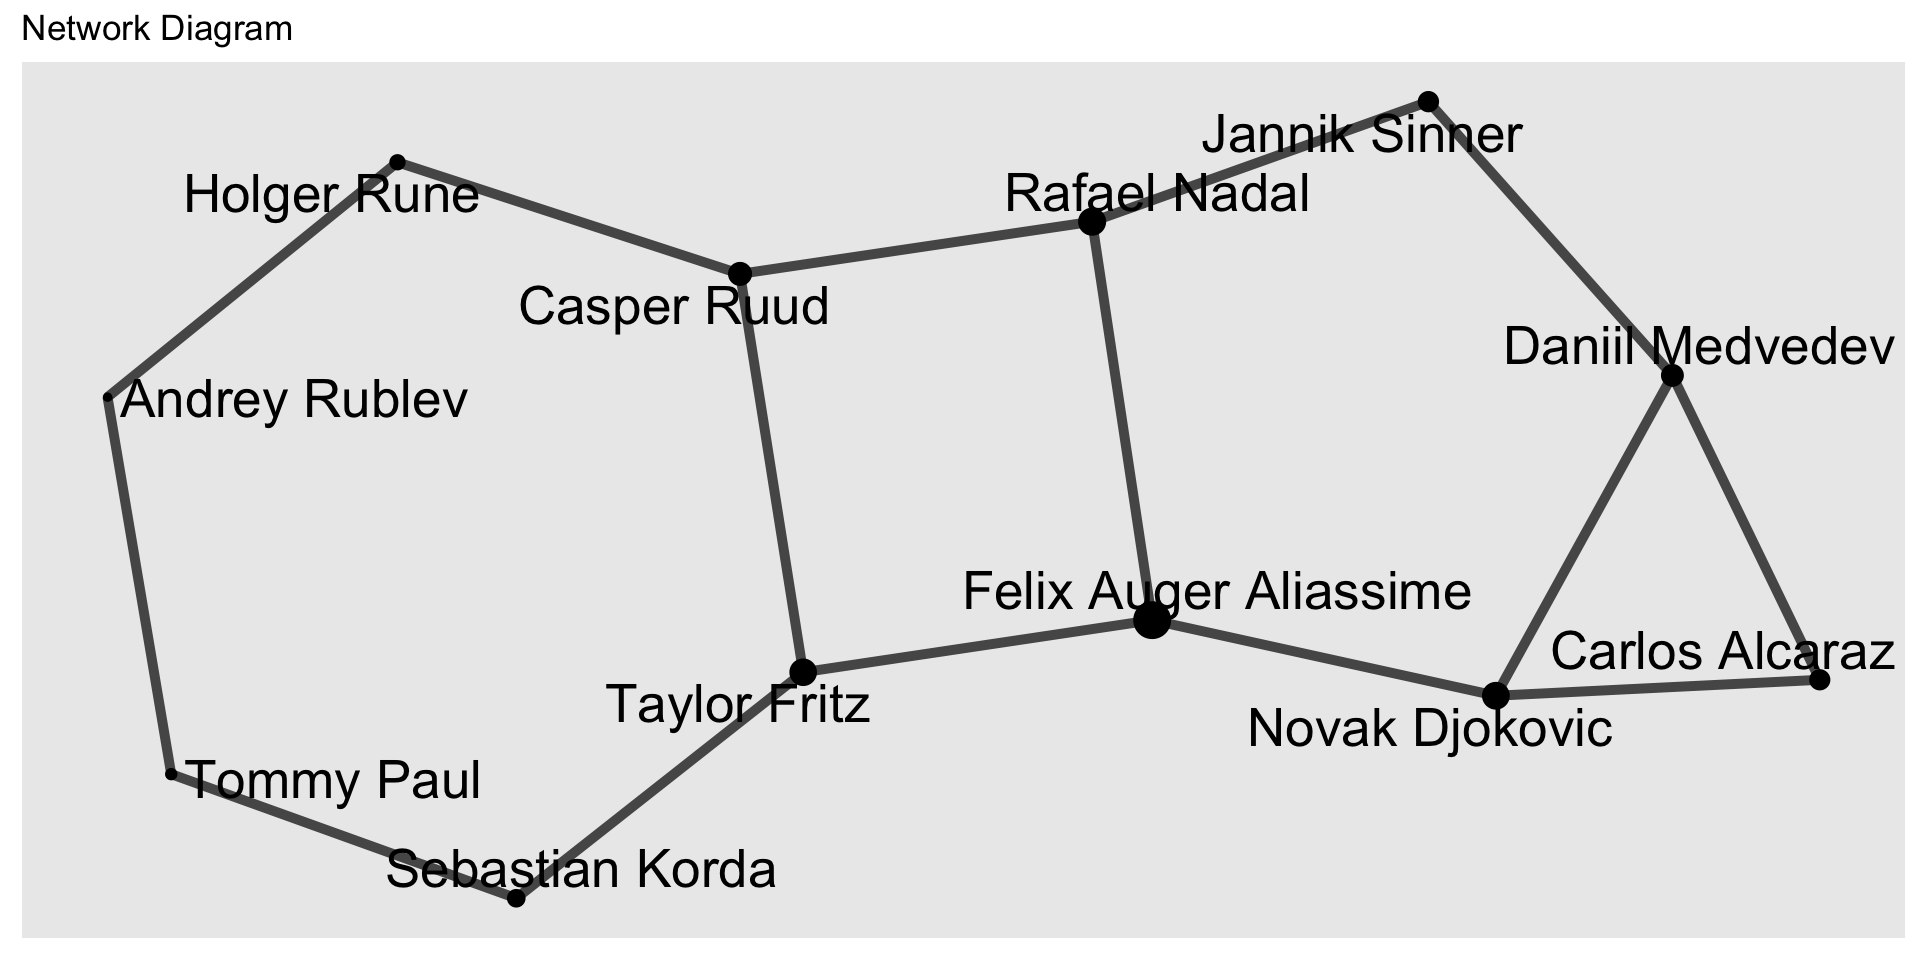 Network Diagram
Jannik Sinner
Holger Rune
Rafael Nadal
Casper Ruud
Daniil Medvedev
Andrey Rublev
Felix Auger Aliassime
Carlos Alcaraz
Taylor Fritz
Novak Djokovic
Tommy Paul
Sebastian Korda